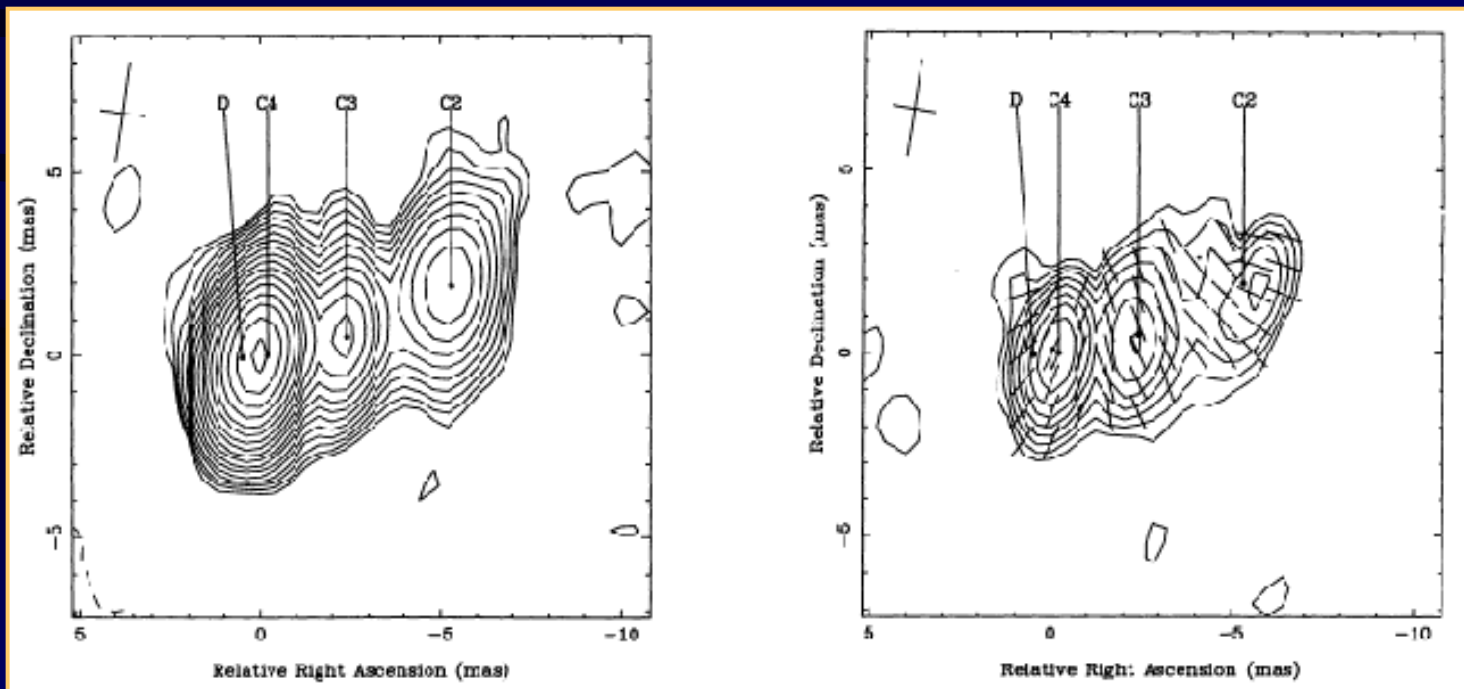 D C4 C3 C2
5
0
-5
Relative Declination (mas)
5 0 -5 -10
Relative Right Ascension (mas)
D C4 C3 C2
5
0
-5
Relative Declination (mas)
5 0 -5 -10
Relative Right Ascension (mas)